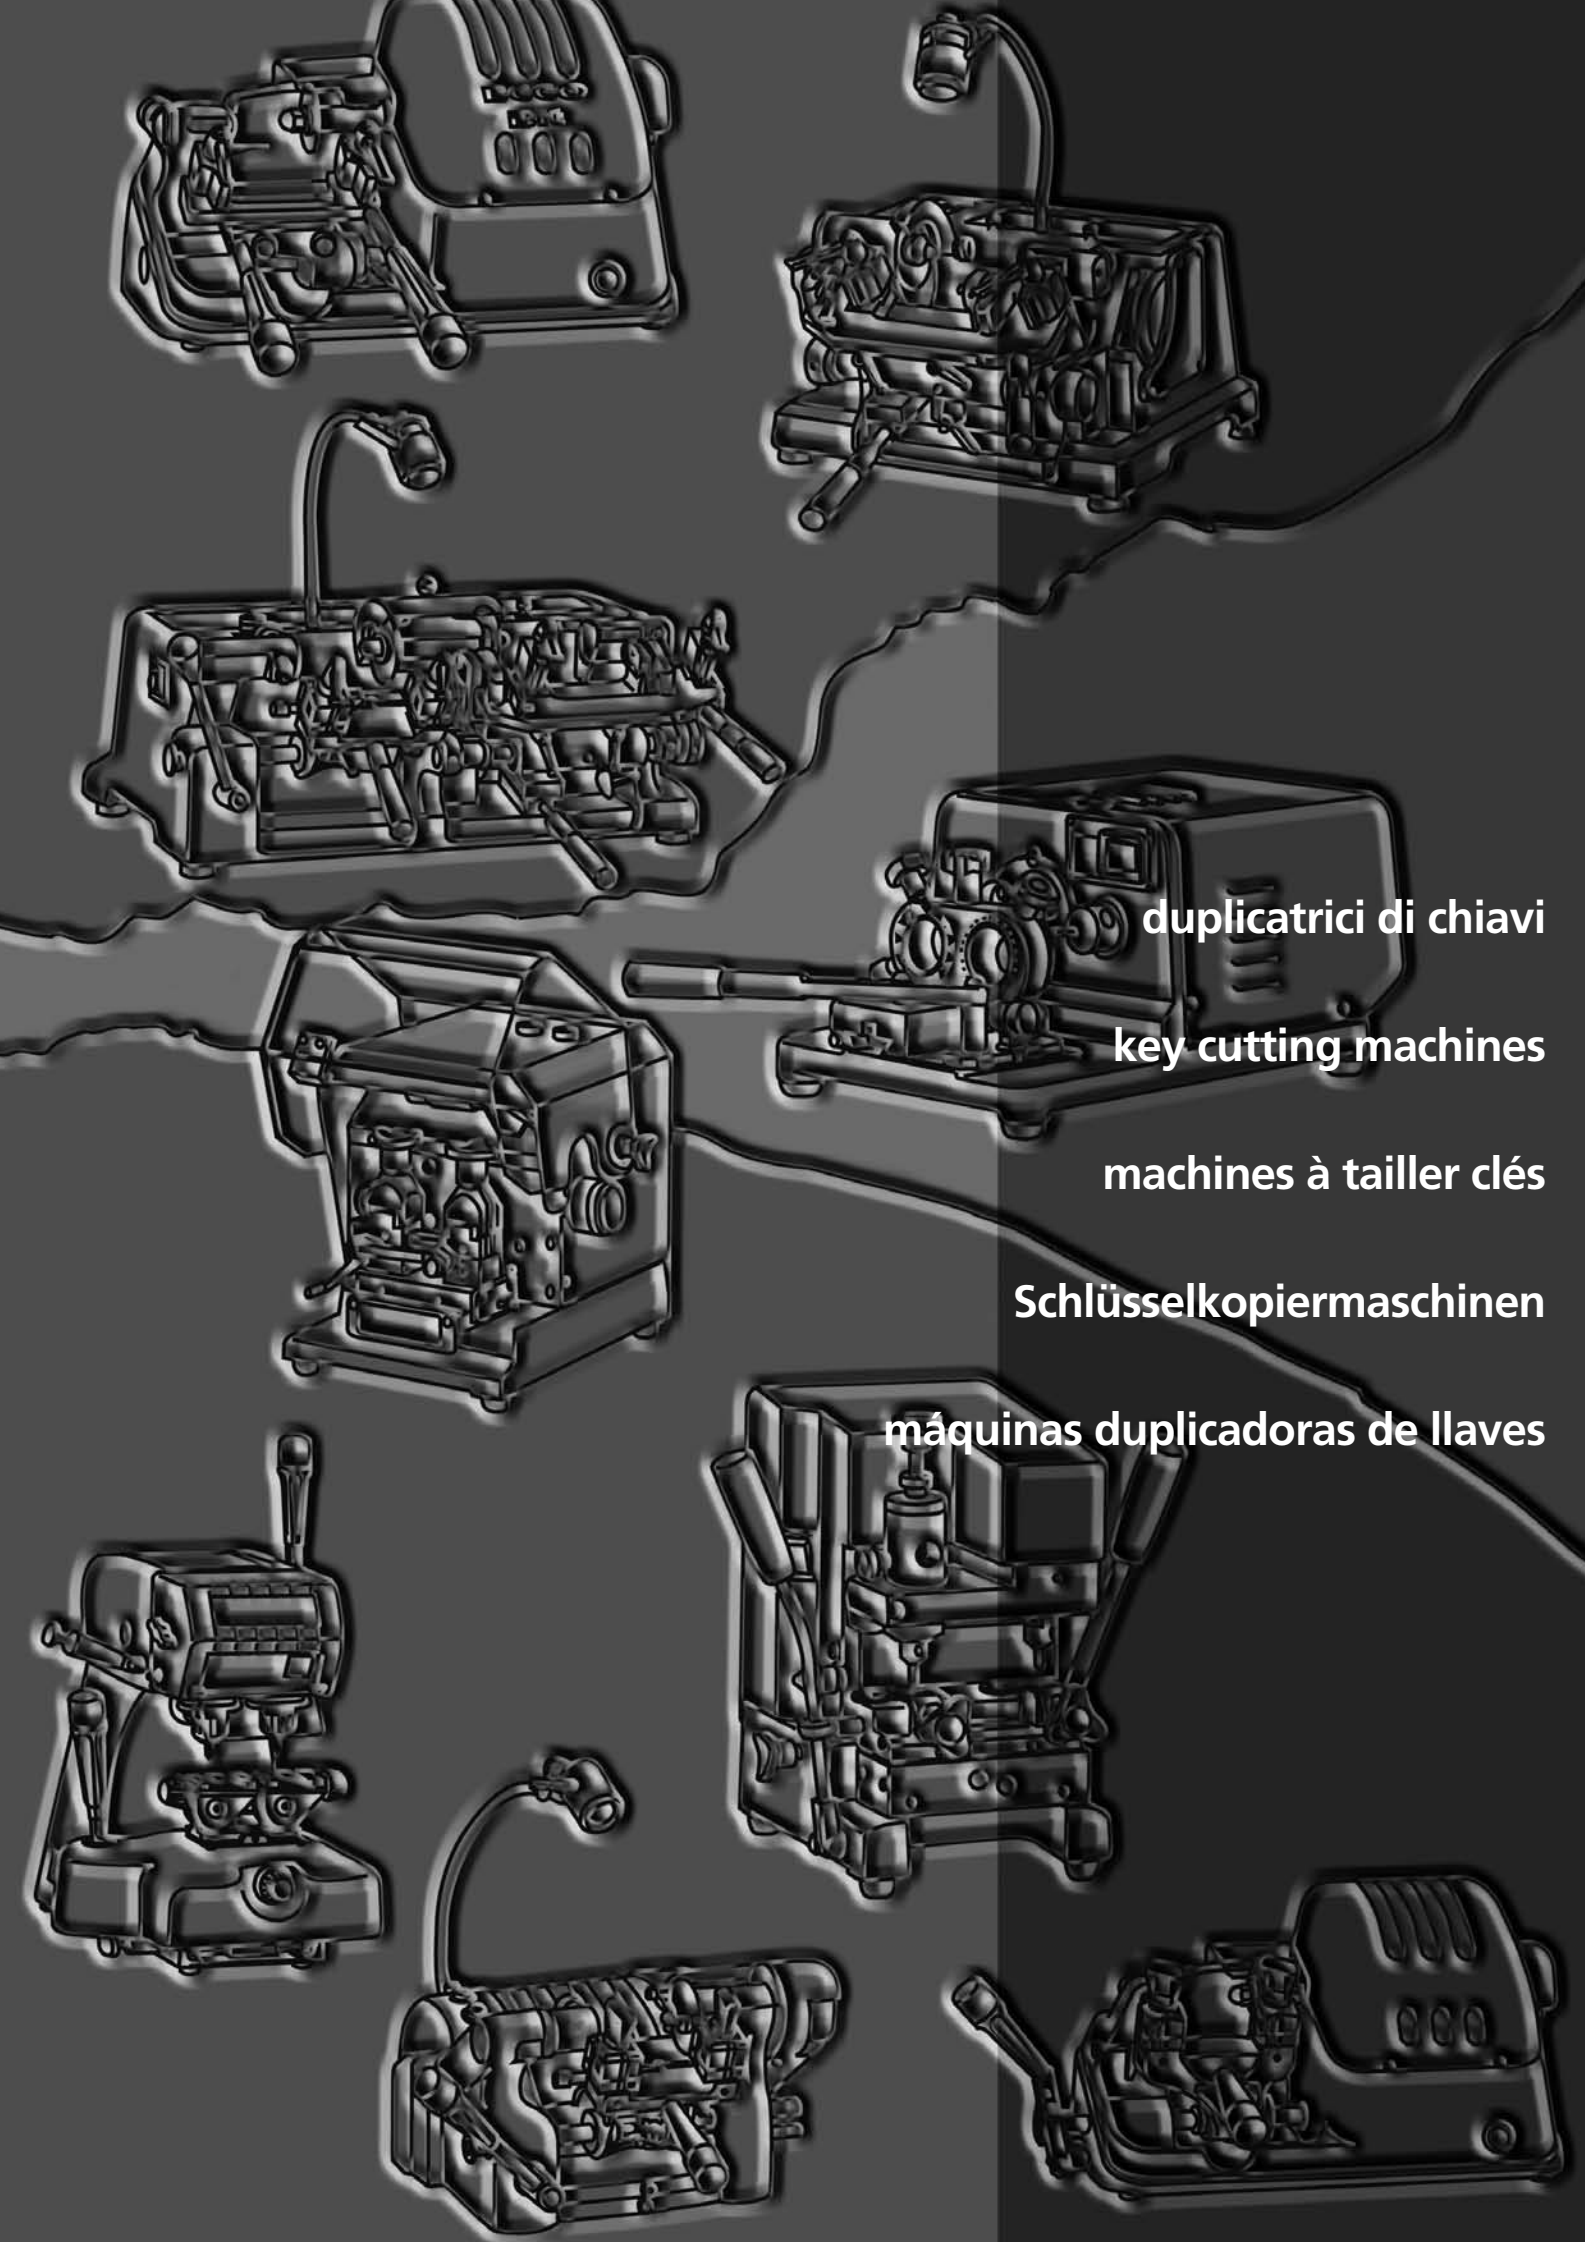 duplicatrici di chiavi
key cutting machines
machines à tailler clés
Schlüsselkopiermaschinen
máquinas duplicadoras de llaves